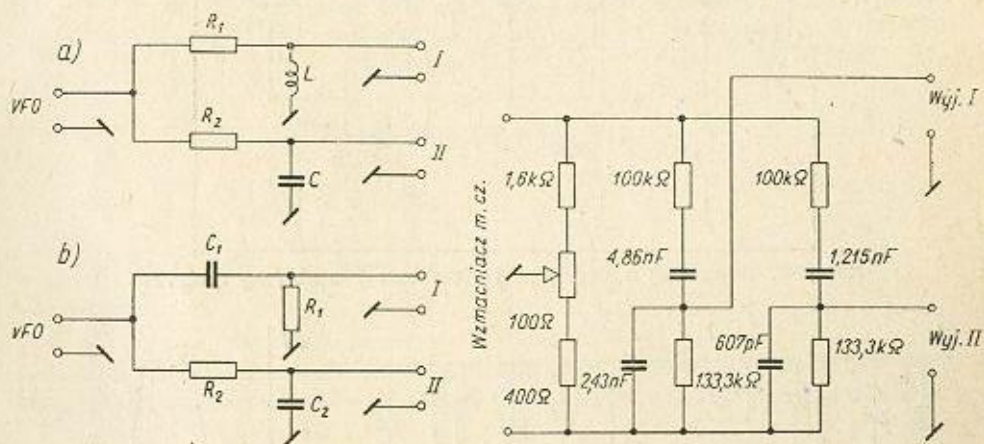 a)
R₁
I
VFO
L
R₂
II
C
b)
C₁
I
VFO
R₁
R₂
II
C₂
Wyj. I
1,6kΩ
100kΩ
100kΩ
Wzmacniacz m. cz.
4,86nF
1,215nF
100Ω
607pF
Wyj. II
400Ω
2,43nF
133,3kΩ
133,3kΩ